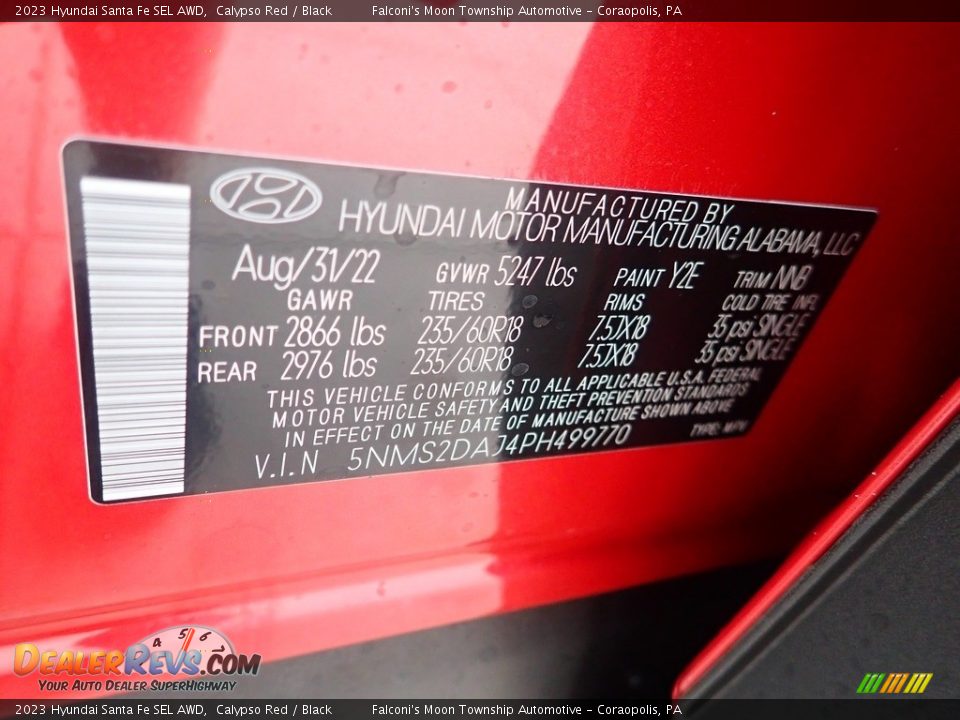 2023 Hyundai Santa Fe SEL AWD, Calypso Red / Black Falconi's Moon Township Automotive - Coraopolis, PA
MANUFACTURED BY
HYUNDAI MOTOR MANUFACTURING ALABAMA, LLC
Aug/31/22 GVWR 5247 lbs PAINT Y2E TRIM NNB
GAWR TIRES RIMS COLD TIRE INFL
FRONT 2866 lbs 235/60R18 7.5JX18 35 psi SINGLE
REAR 2976 lbs 235/60R18 7.5JX18 35 psi SINGLE
THIS VEHICLE CONFORMS TO ALL APPLICABLE U.S.A. FEDERAL
MOTOR VEHICLE SAFETY AND THEFT PREVENTION STANDARDS
IN EFFECT ON THE DATE OF MANUFACTURE SHOWN ABOVE
V.I.N 5NMS2DAJ4PH499770 TYPE: MPV
4 5 6
DEALERREVS.COM
YOUR AUTO DEALER SUPERHIGHWAY
2023 Hyundai Santa Fe SEL AWD, Calypso Red / Black Falconi's Moon Township Automotive - Coraopolis, PA